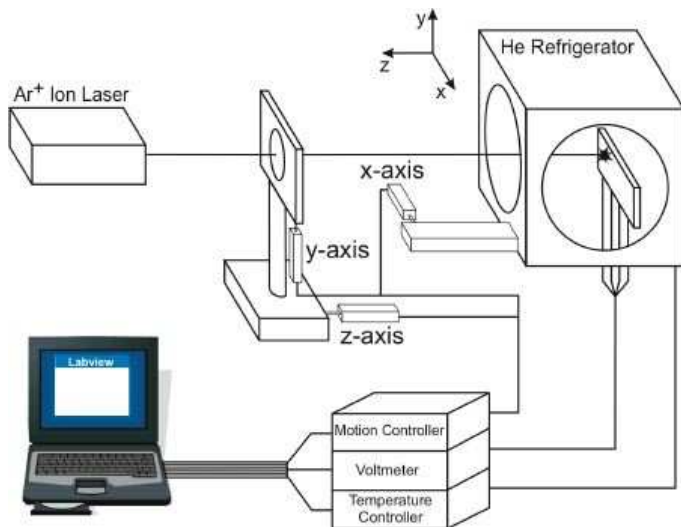 y
He Refrigerator
z
x
Ar⁺ Ion Laser
x-axis
y-axis
z-axis
Labview
Motion Controller
Voltmeter
Temperature
Controller